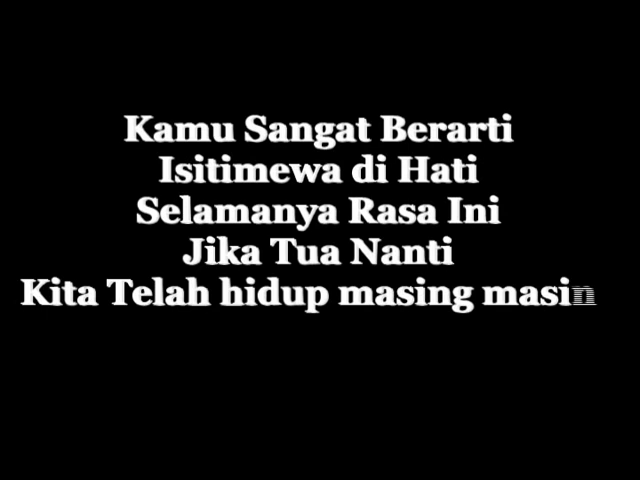 Kamu Sangat Berarti
Isitimewa di Hati
Selamanya Rasa Ini
Jika Tua Nanti
Kita Telah hidup masing masin